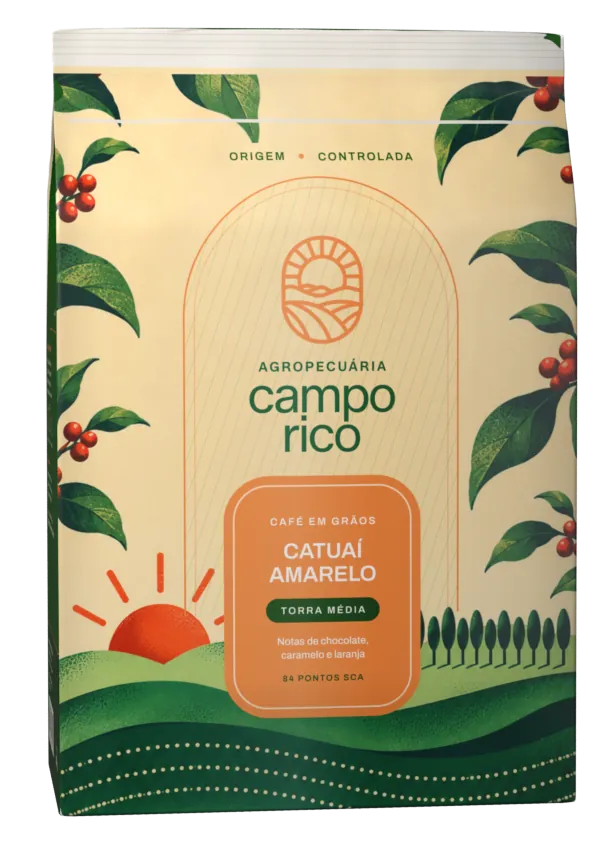 ORIGEM • CONTROLADA
AGROPECUÁRIA
campo
rico
CAFÉ EM GRÃOS
CATUAÍ
AMARELO
TORRA MÉDIA
Notas de chocolate,
caramelo e laranja
84 PONTOS SCA